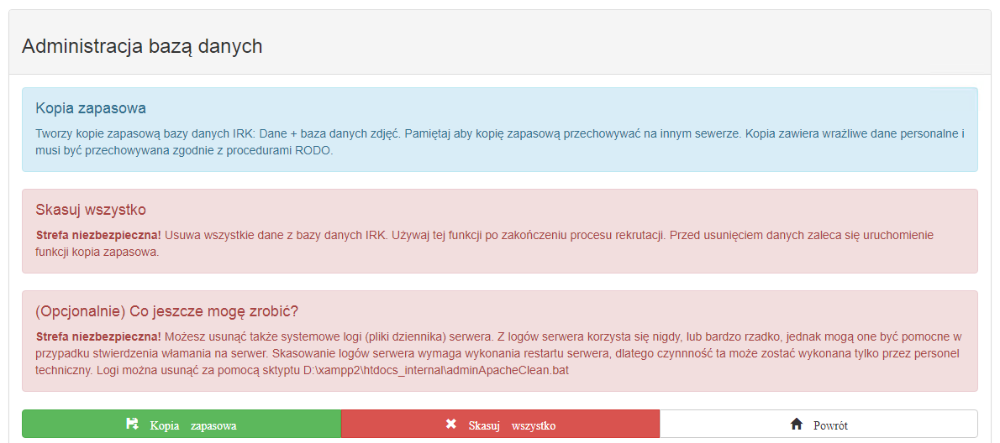 Administracja bazą danych
Kopia zapasowa
Tworzy kopie zapasową bazy danych IRK: Dane + baza danych zdjęć. Pamiętaj aby kopię zapasową przechowywać na innym sewerze. Kopia zawiera wrażliwe dane personalne i
musi być przechowywana zgodnie z procedurami RODO.
Skasuj wszystko
Strefa niezbezpieczna! Usuwa wszystkie dane z bazy danych IRK. Używaj tej funkcji po zakończeniu procesu rekrutacji. Przed usunięciem danych zaleca się uruchomienie
funkcji kopia zapasowa.
(Opcjonalnie) Co jeszcze mogę zrobić?
Strefa niezbezpieczna! Możesz usunąć także systemowe logi (pliki dziennika) serwera. Z logów serwera korzysta się nigdy, lub bardzo rzadko, jednak mogą one być pomocne w
przypadku stwierdzenia włamania na serwer. Skasowanie logów serwera wymaga wykonania restartu serwera, dlatego czynnność ta może zostać wykonana tylko przez personel
techniczny. Logi można usunąć za pomocą sktyptu D:\xampp2\htdocs_internal\adminApacheClean.bat
Kopia zapasowa
Skasuj wszystko
Powrót